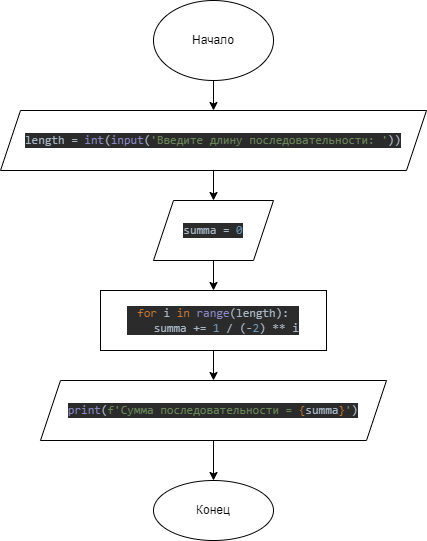 Начало
length = int(input('Введите длину последовательности: '))
summa = 0
for i in range(length):
summa += 1 / (-2) ** i
print(f'Сумма последовательности = {summa}')
Конец